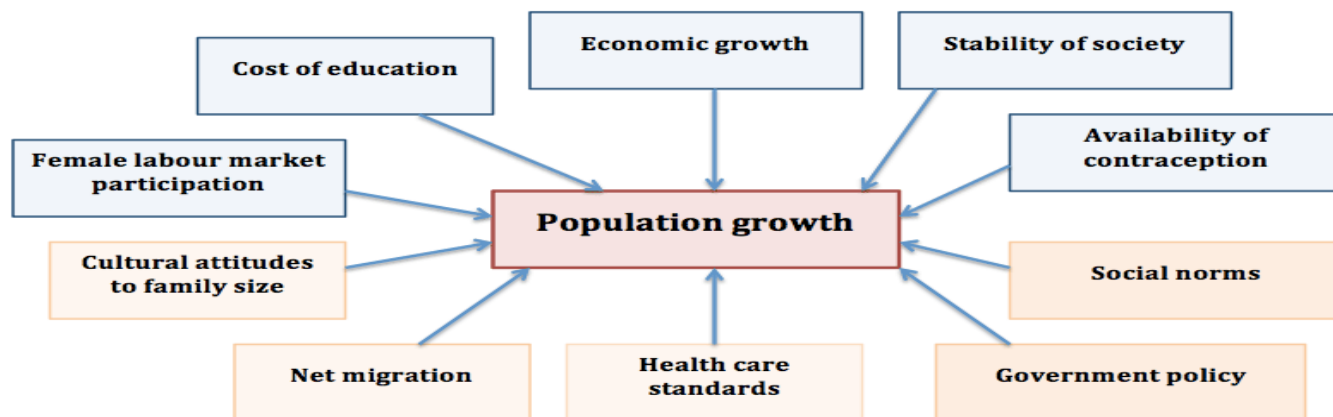 Economic growth
Stability of society
Cost of education
Availability of
contraception
Female labour market
participation
Population growth
Cultural attitudes
to family size
Social norms
Net migration
Health care
standards
Government policy